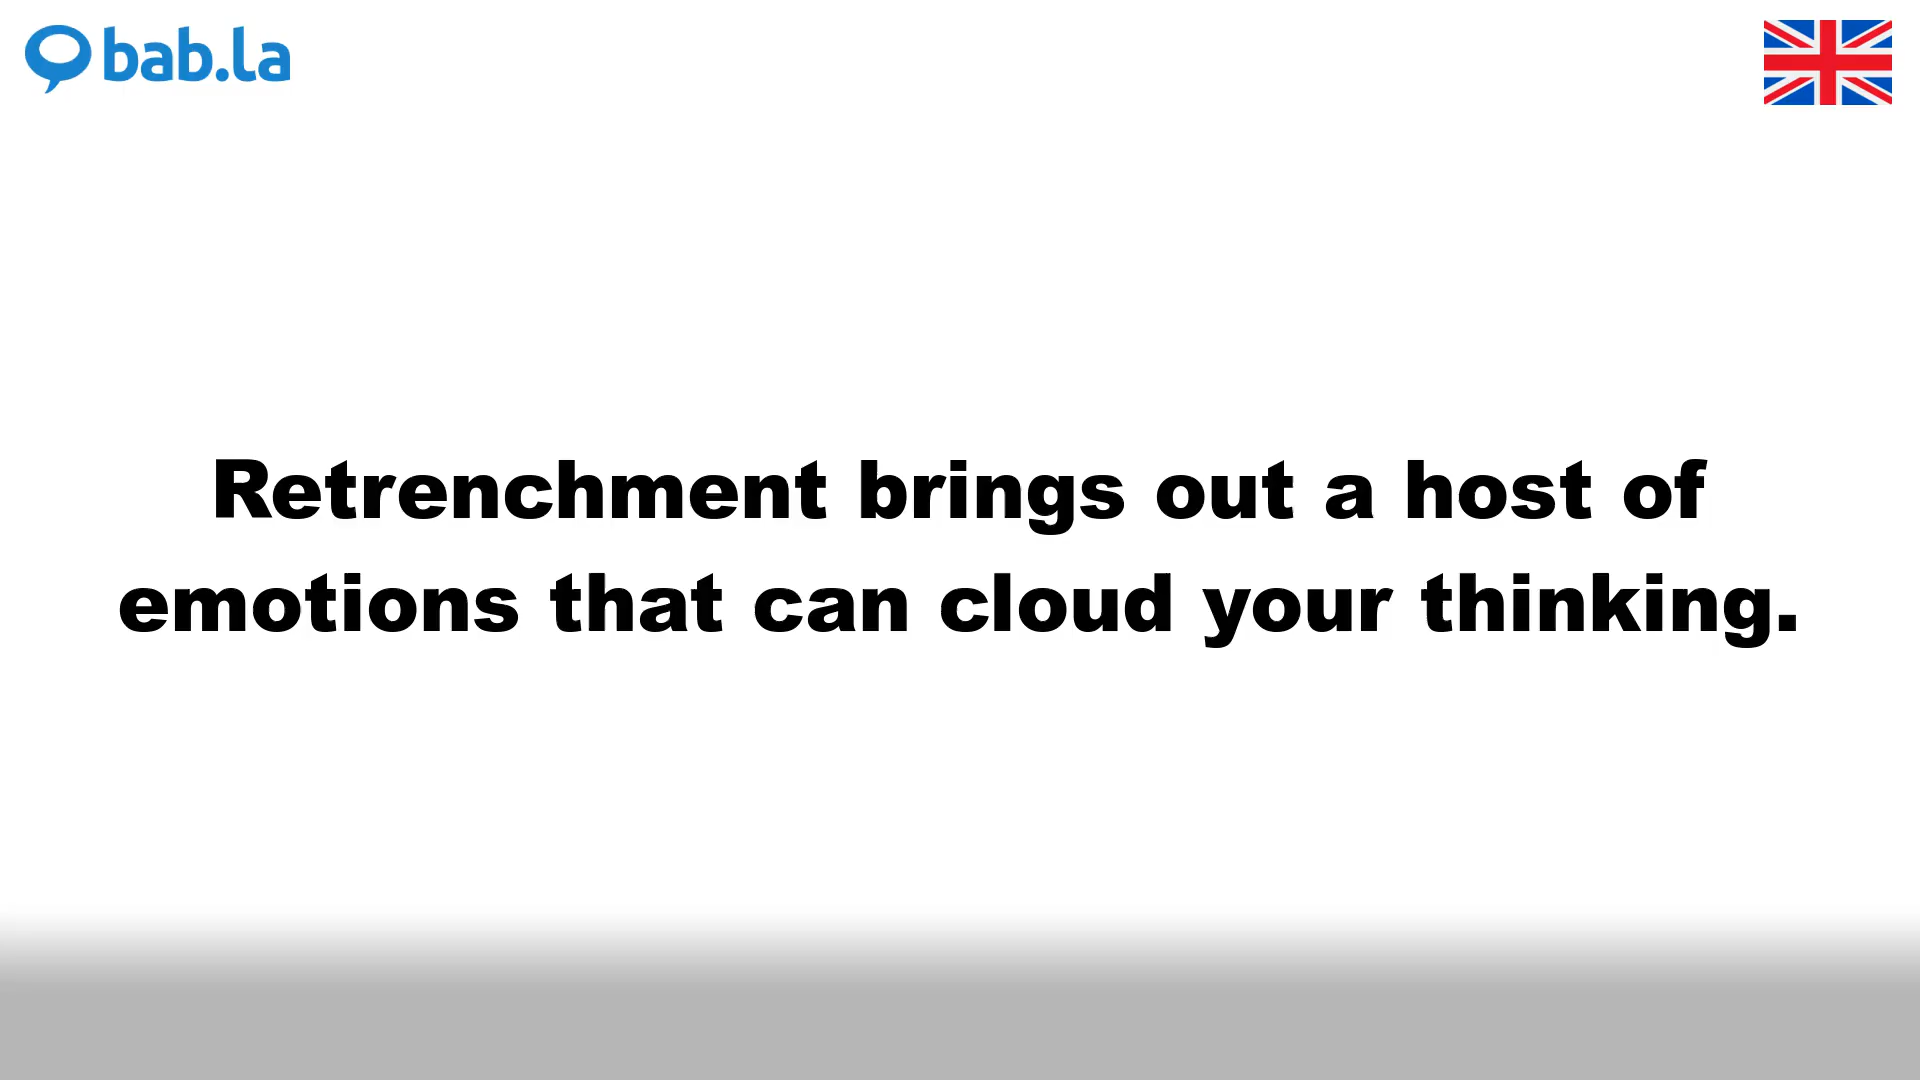 bab.la
Retrenchment brings out a host of
emotions that can cloud your thinking.